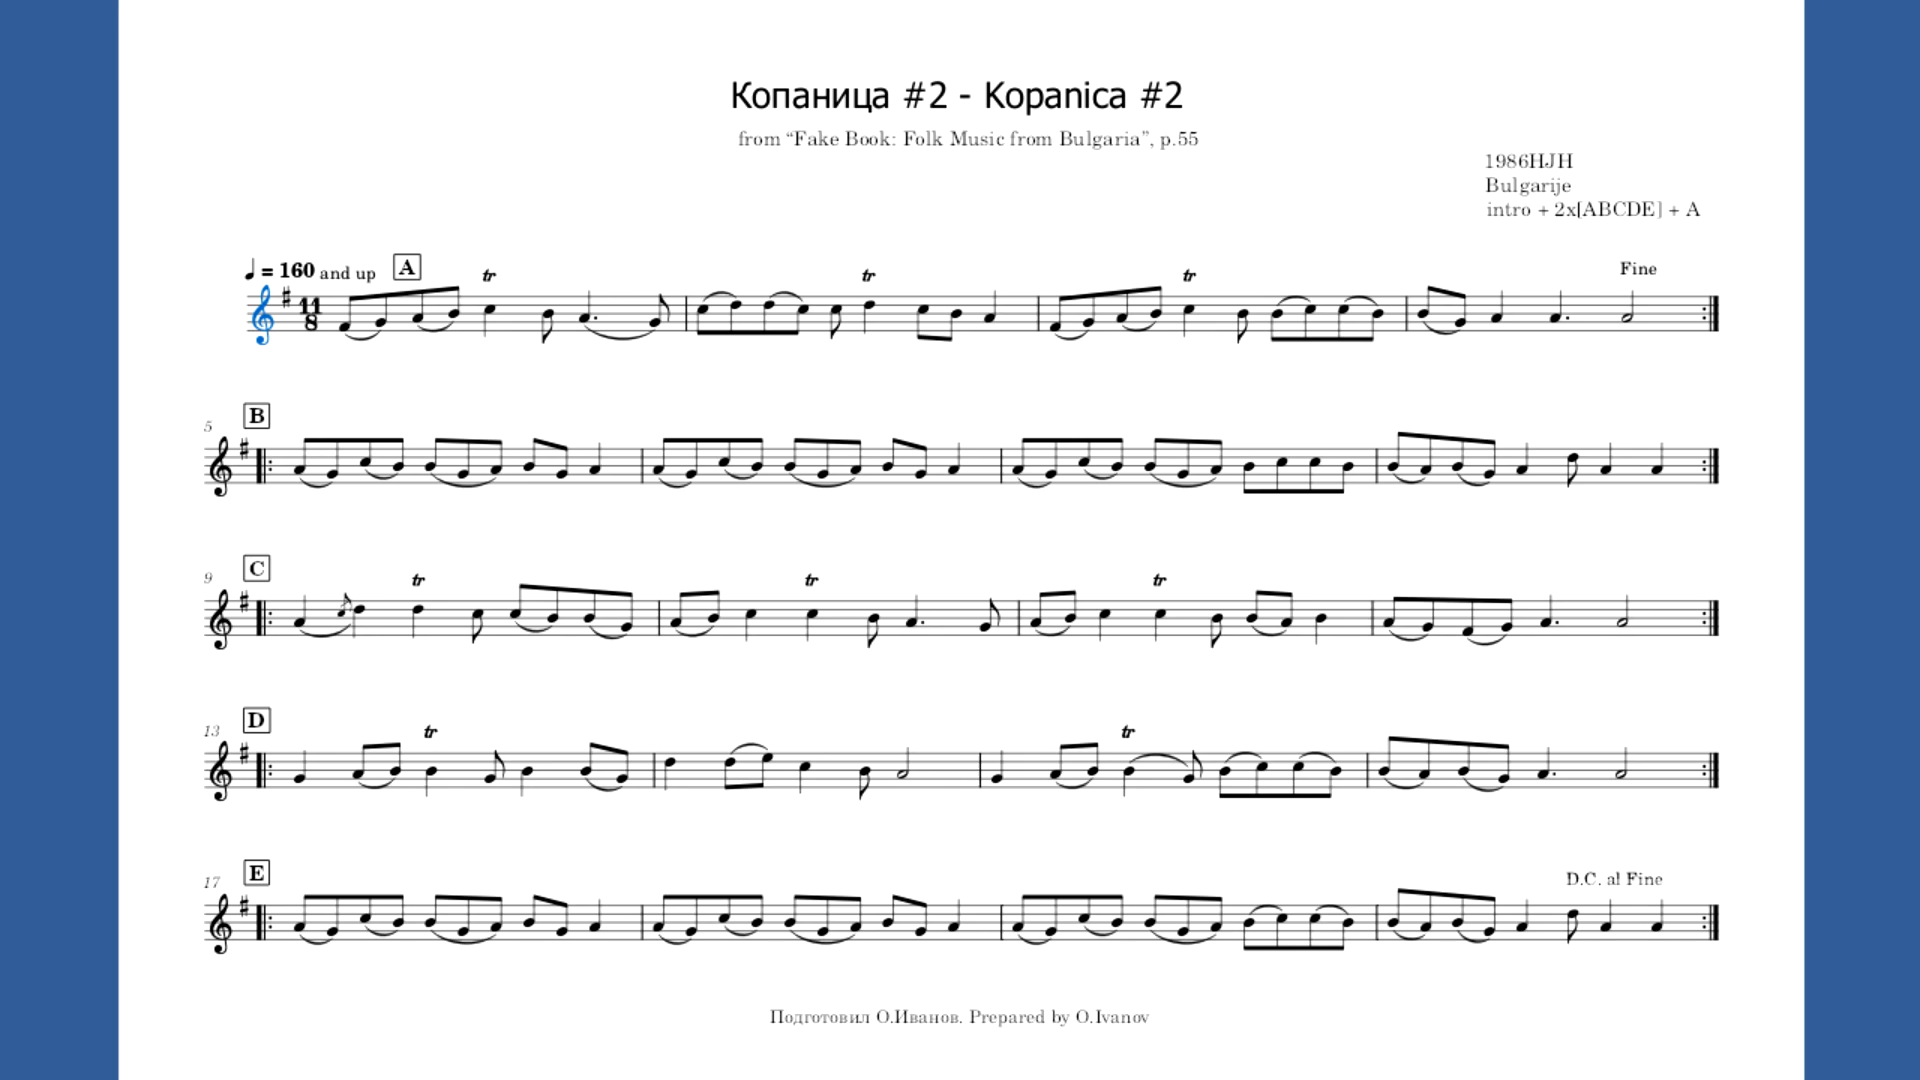 Копаница #2 - Kopanica #2
from “Fake Book: Folk Music from Bulgaria”, p.55
1986HJH
Bulgarije
intro + 2x[ABCDE] + A
♩ = 160 and up
A
tr
tr
tr
Fine
11
8
5
B
9
C
tr
tr
tr
13
D
tr
tr
17
E
D.C. al Fine
Подготовил О.Иванов. Prepared by O.Ivanov